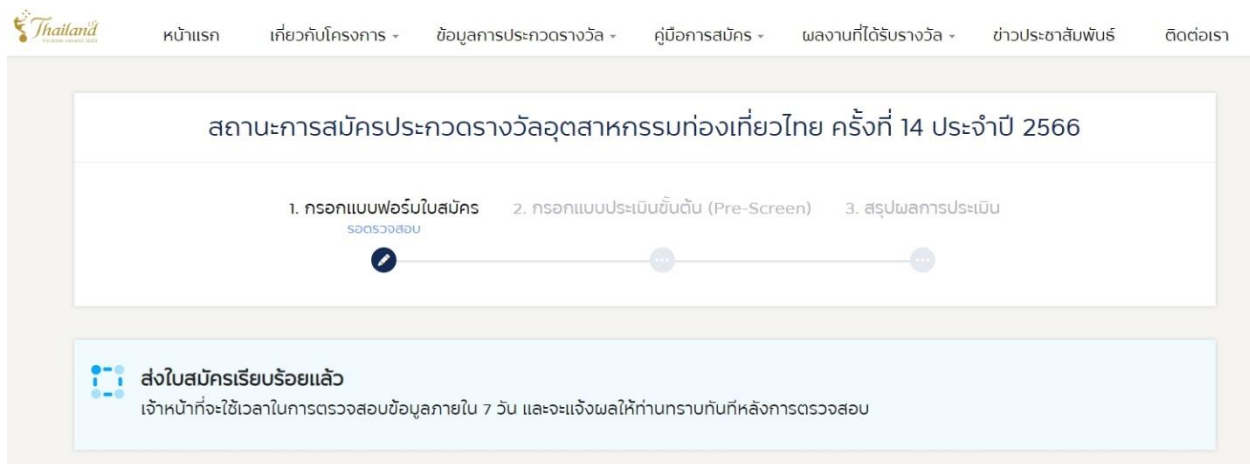 Thailand
หน้าแรก เกี่ยวกับโครงการ ข้อมูลการประกวดรางวัล คู่มือการสมัคร ผลงานที่ได้รับรางวัล ข่าวประชาสัมพันธ์ ติดต่อเรา
สถานะการสมัครประกวดรางวัลอุตสาหกรรมท่องเที่ยวไทย ครั้งที่ 14 ประจำปี 2566
1. กรอกแบบฟอร์มใบสมัคร 2. กรอกแบบประเมินขั้นต้น (Pre-Screen) 3. สรุปผลการประเมิน
รอตรวจสอบ
ส่งใบสมัครเรียบร้อยแล้ว
เจ้าหน้าที่จะใช้เวลาในการตรวจสอบข้อมูลภายใน 7 วัน และจะแจ้งผลให้ท่านทราบทันทีหลังการตรวจสอบ